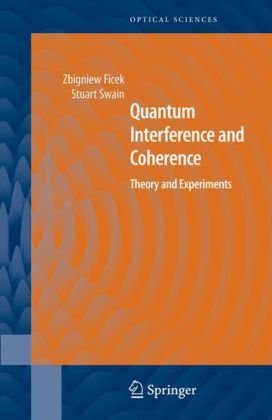 OPTICAL SCIENCES
Zbigniew Ficek
Stuart Swain
Quantum
Interference and
Coherence
Theory and Experiments
Springer